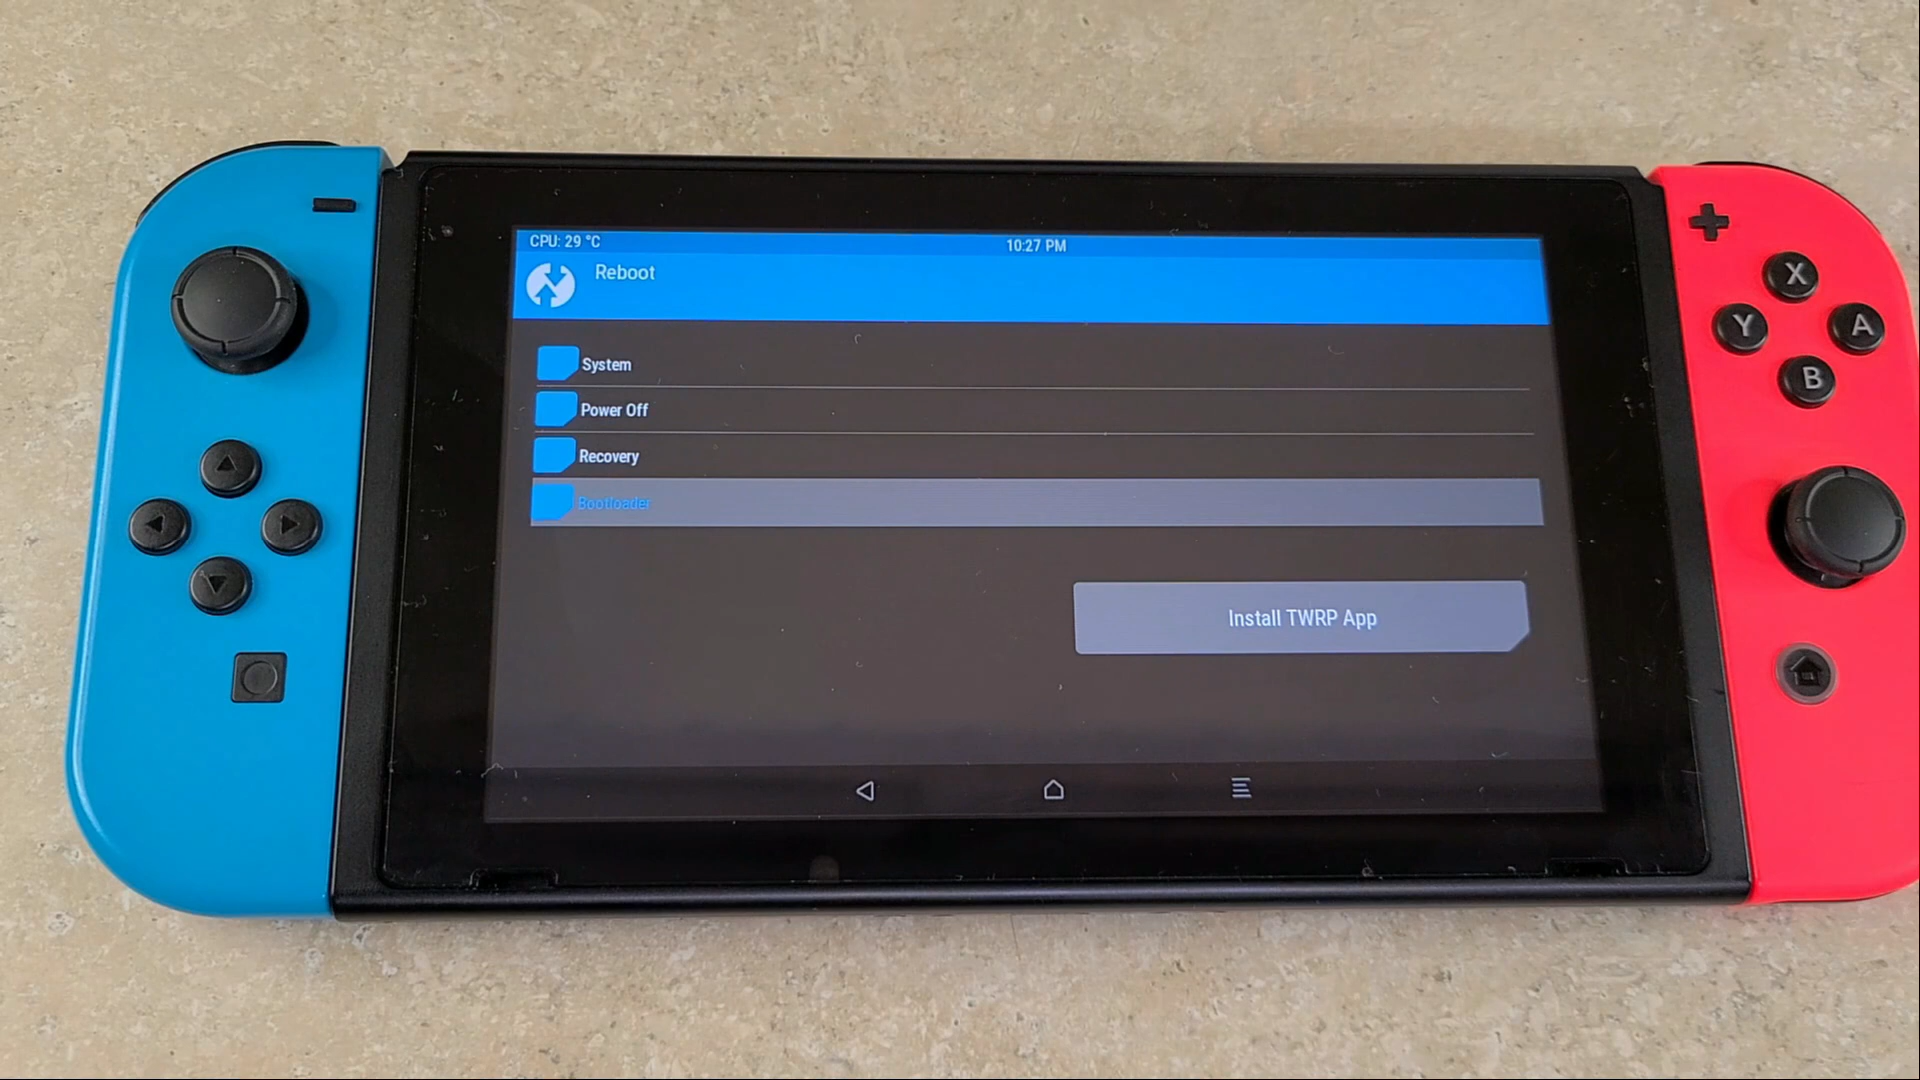 CPU: 29 °C
10:27 PM
Reboot
System
Power Off
Recovery
Bootloader
Install TWRP App
X
Y
A
B